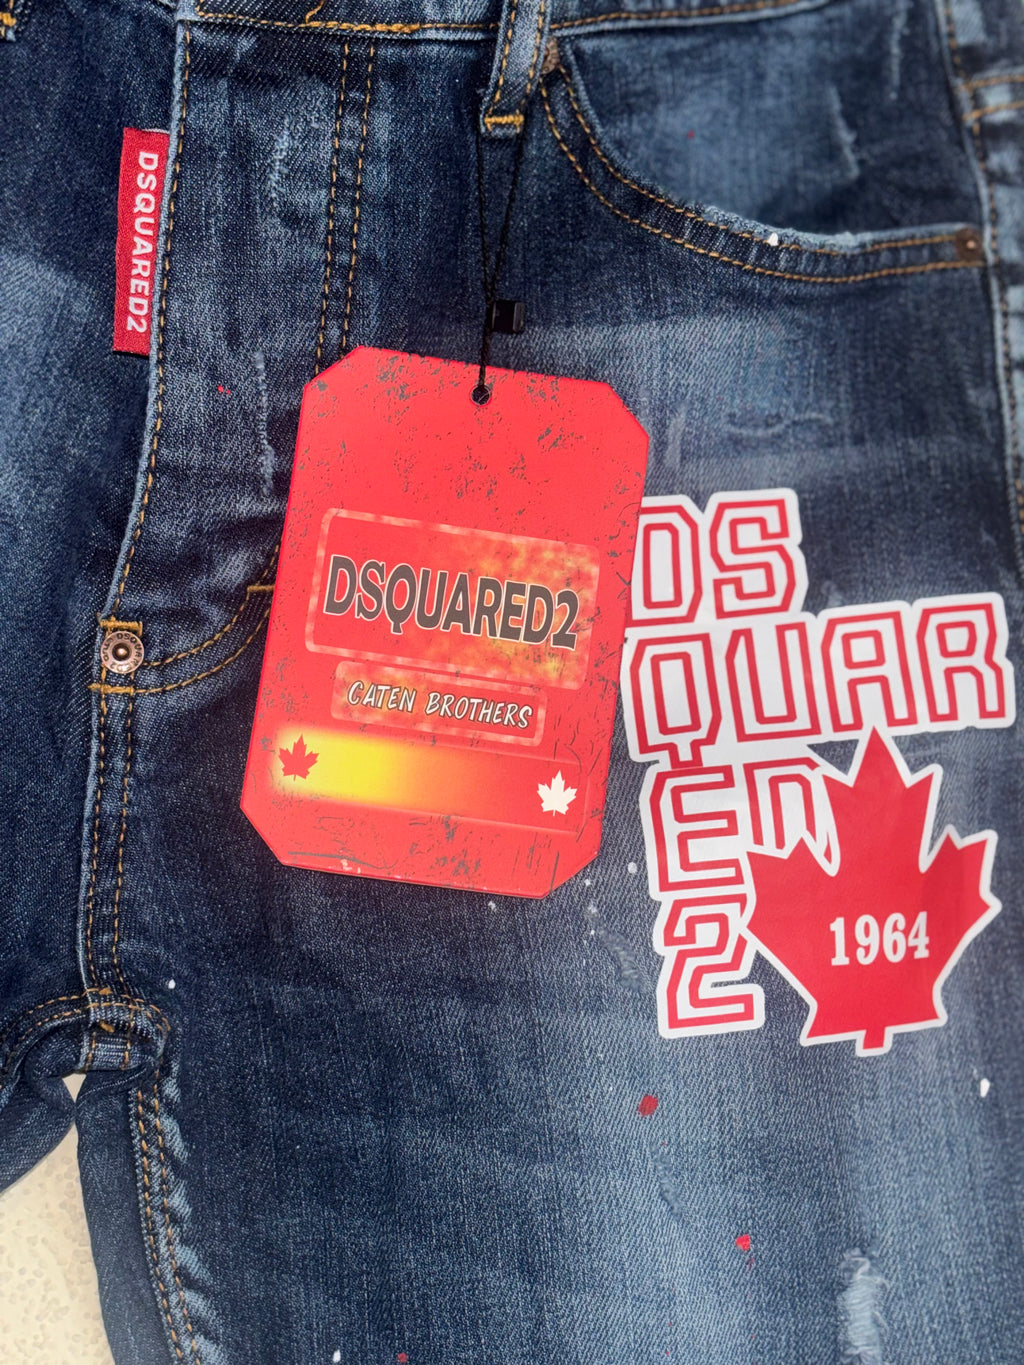 DSQUARED2
DSQUARED2
CATEN BROTHERS
DS
QUAR
ED
2
1964